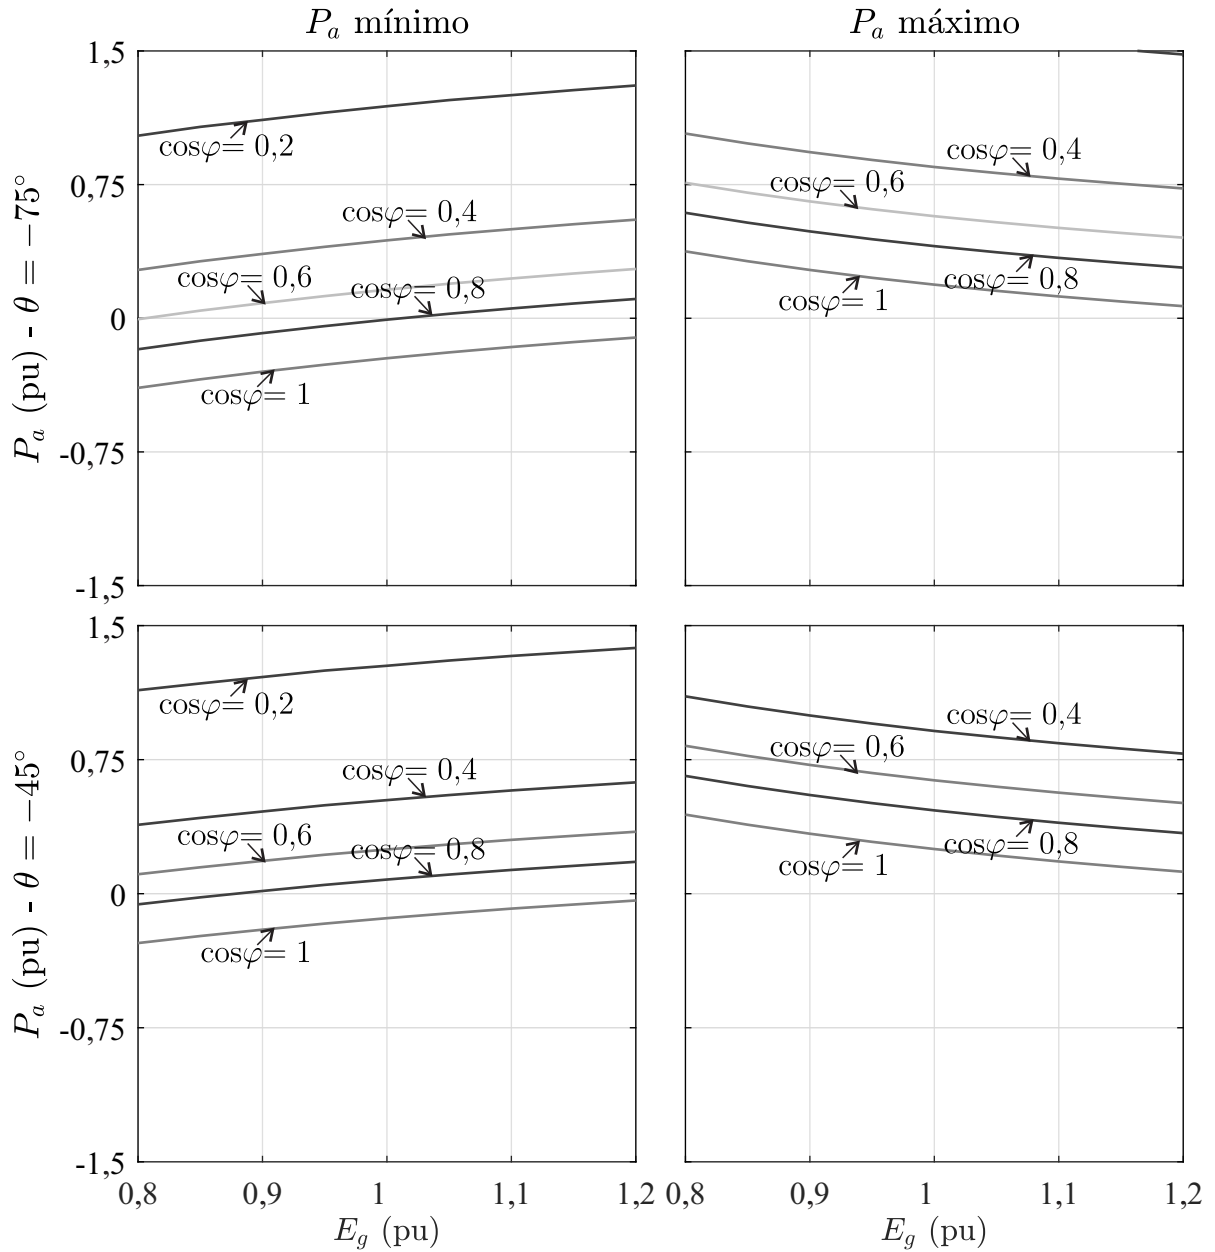 P_a mínimo
P_a máximo
P_a (pu) - θ = −75°
1,5
0,75
0
-0,75
-1,5
cosφ= 0,2
cosφ= 0,4
cosφ= 0,6
cosφ= 0,8
cosφ= 1
cosφ= 0,4
cosφ= 0,6
cosφ= 0,8
cosφ= 1
P_a (pu) - θ = −45°
1,5
0,75
0
-0,75
-1,5
cosφ= 0,2
cosφ= 0,4
cosφ= 0,6
cosφ= 0,8
cosφ= 1
cosφ= 0,4
cosφ= 0,6
cosφ= 0,8
cosφ= 1
0,8 0,9 1 1,1 1,2
0,8 0,9 1 1,1 1,2
E_g (pu)
E_g (pu)